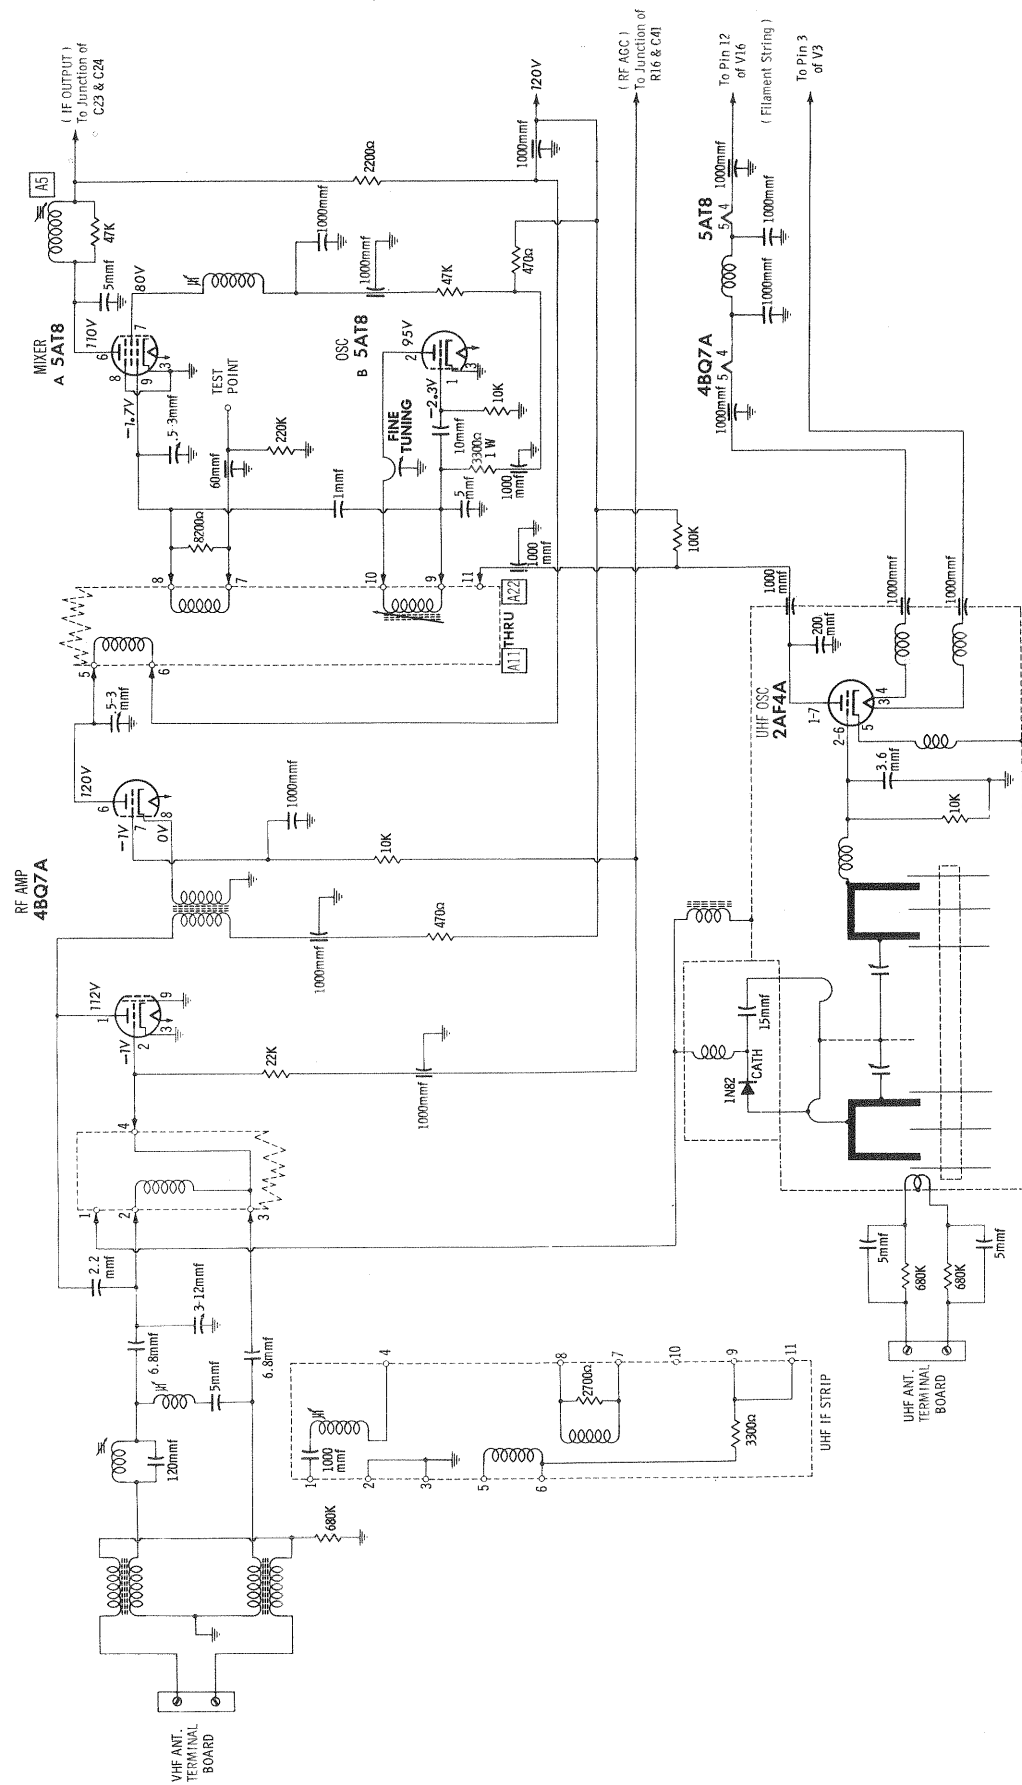 ( IF OUTPUT )
To Junction of
C23 & C24
A5
47K
5mmf
MIXER
A 5AT8
110V
6
8
9
7
3
80V
-1.7V
.5-3mmf
TEST
POINT
220K
60mmf
8200Ω
8
7
1mmf
2200Ω
1000mmf
1000mmf
47K
470Ω
OSC
B 5AT8
2
95V
1
3
-2.3V
10K
FINE
TUNING
10mmf
3300Ω
1 W
1000
mmf
5
mmf
10
9
11
1000
mmf
120V
1000mmf
( RF AGC )
To Junction of
R16 & C41
To Pin 12
of V16
( Filament String )
To Pin 3
of V3
1000mmf
5AT8
5
4
1000mmf
1000mmf
4BQ7A
5
4
1000mmf
100K
A11
THRU
A22
5
6
.5-3
mmf
120V
6
-1V
7
8
0V
1000mmf
10K
RF AMP
4BQ7A
1000mmf
470Ω
112V
1
-1V
2
3
9
22K
1000mmf
4
1
2
3
2.2
mmf
.3-12mmf
6.8mmf
6.8mmf
5mmf
120mmf
680K
VHF ANT.
TERMINAL
BOARD
1
1000
mmf
2
3
5
6
4
8
2700Ω
7
10
9
11
3300Ω
UHF IF STRIP
1000
mmf
200
mmf
1000mmf
1000mmf
UHF OSC
2AF4A
1-7
2-6
5
3
4
3.6
mmf
10K
15mmf
1N82
CATH
5mmf
680K
680K
5mmf
UHF ANT.
TERMINAL
BOARD